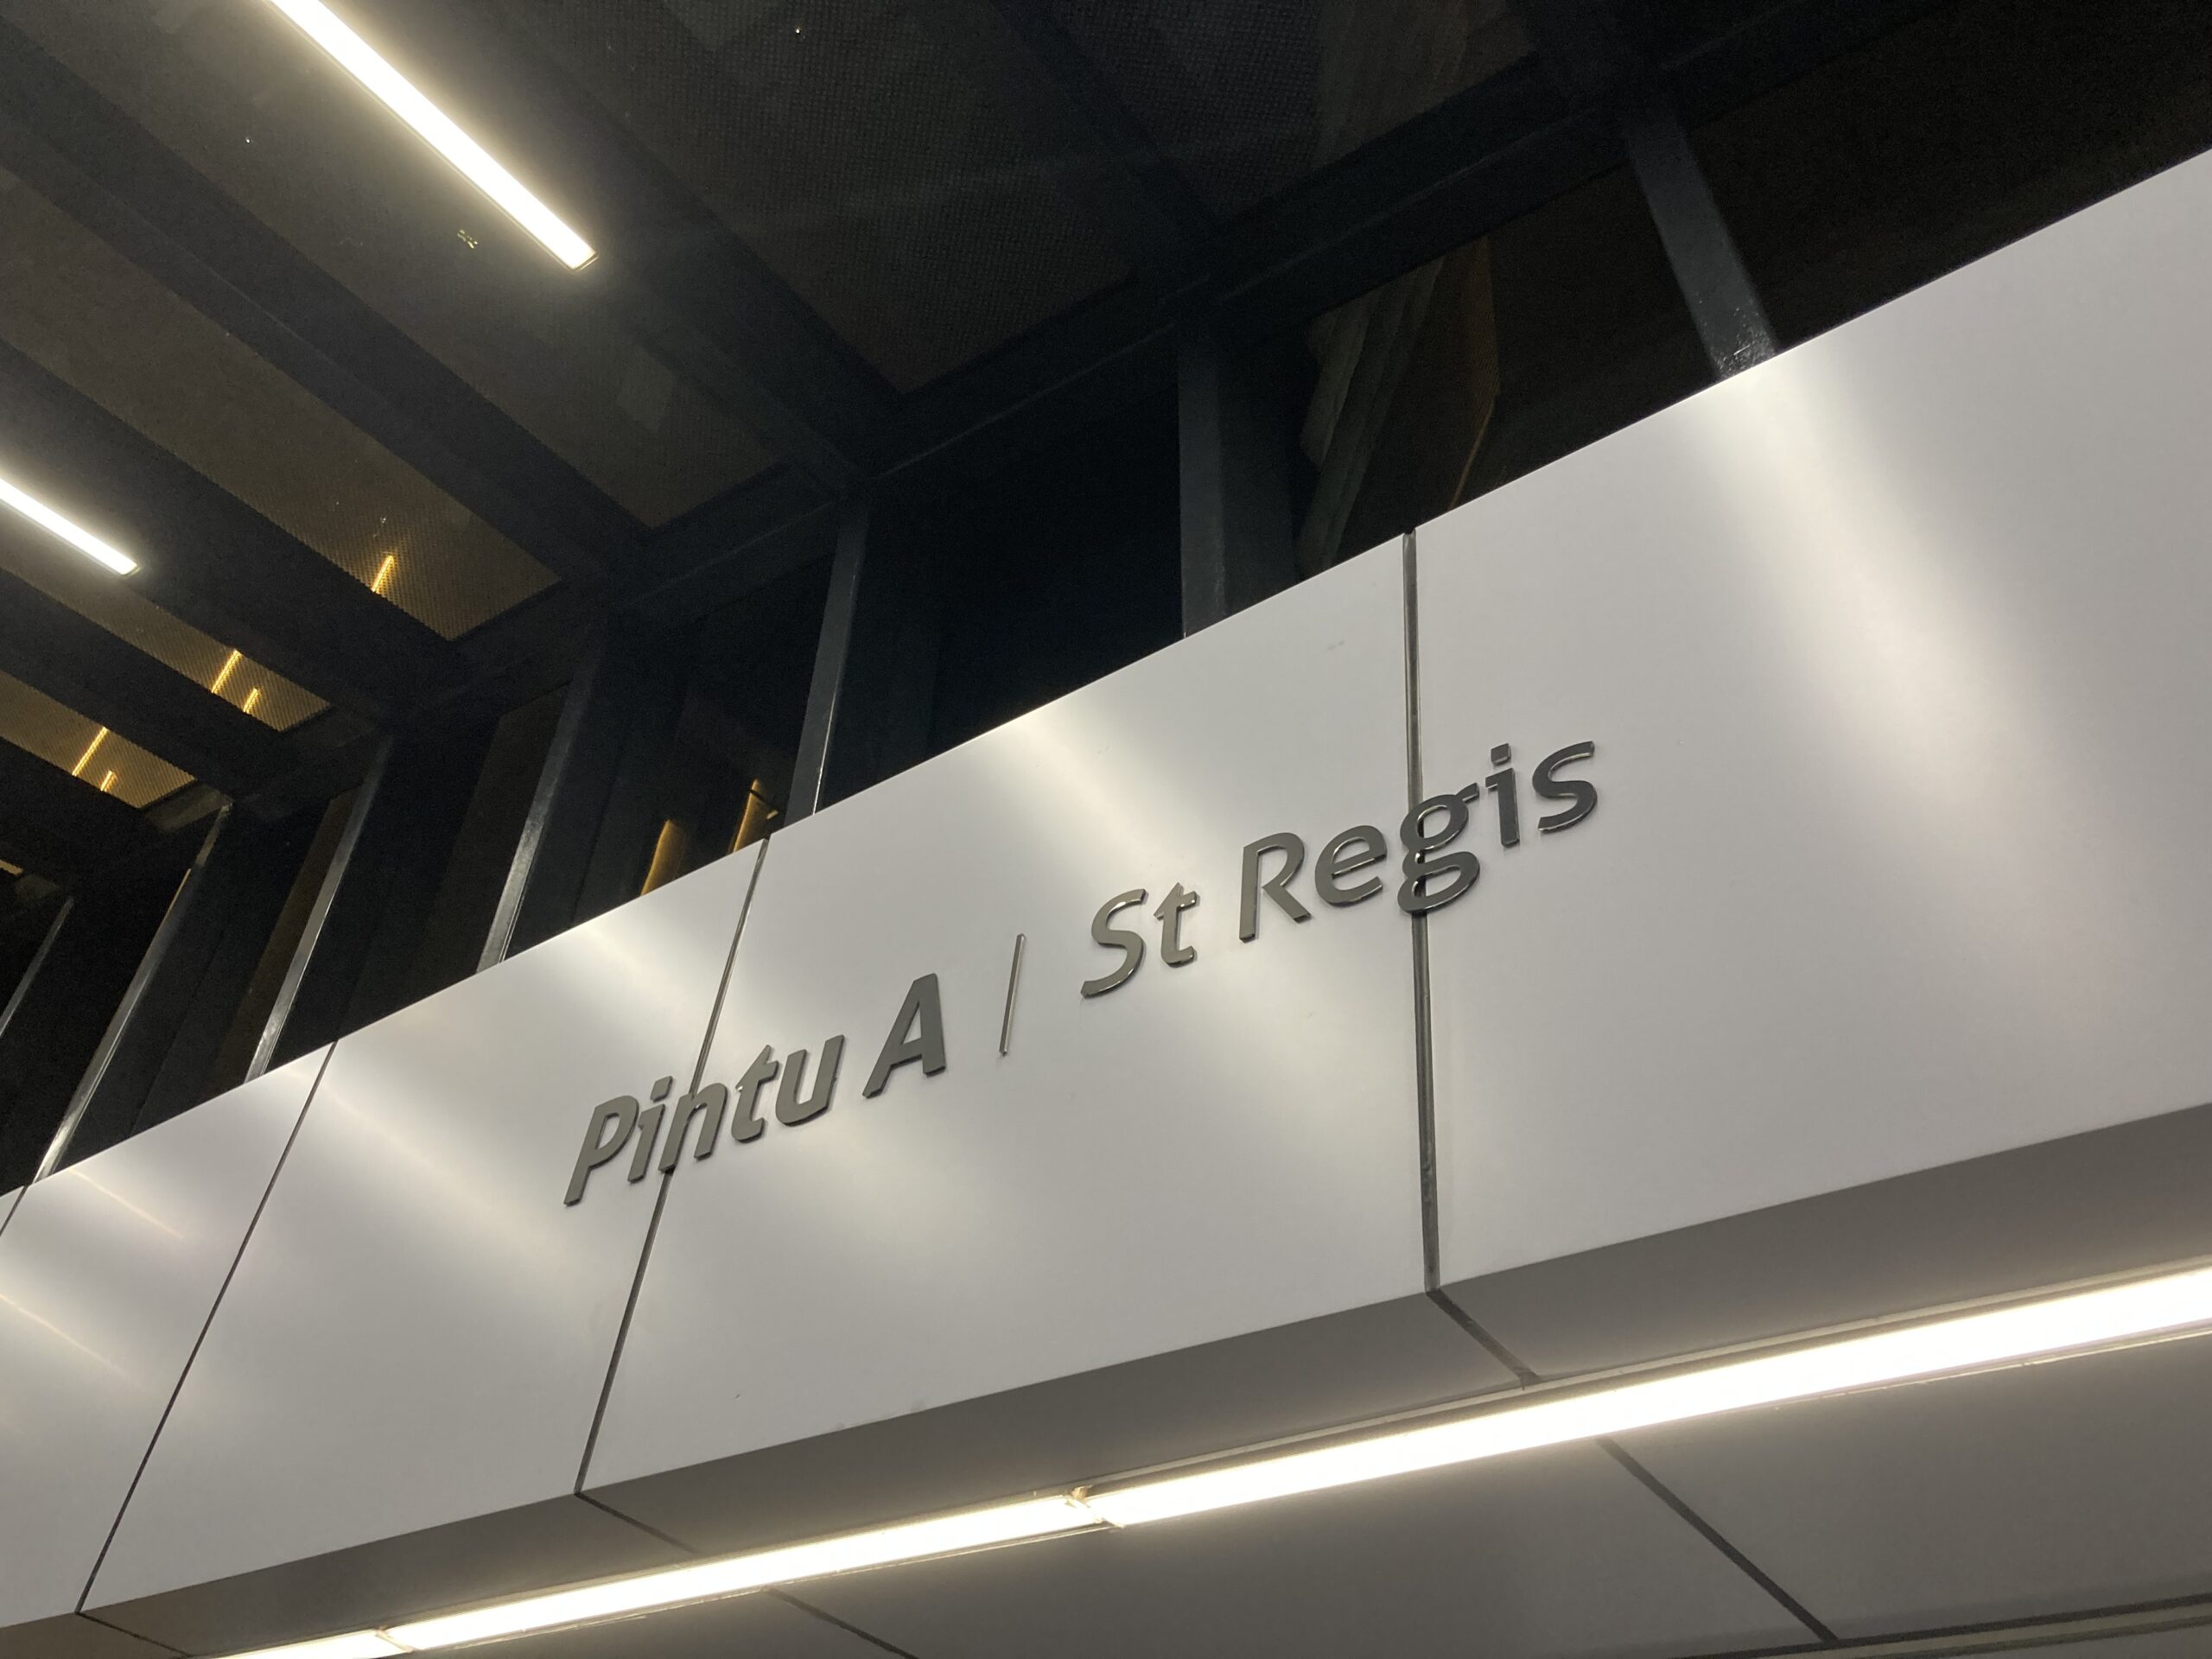 Pintu A | St Regis